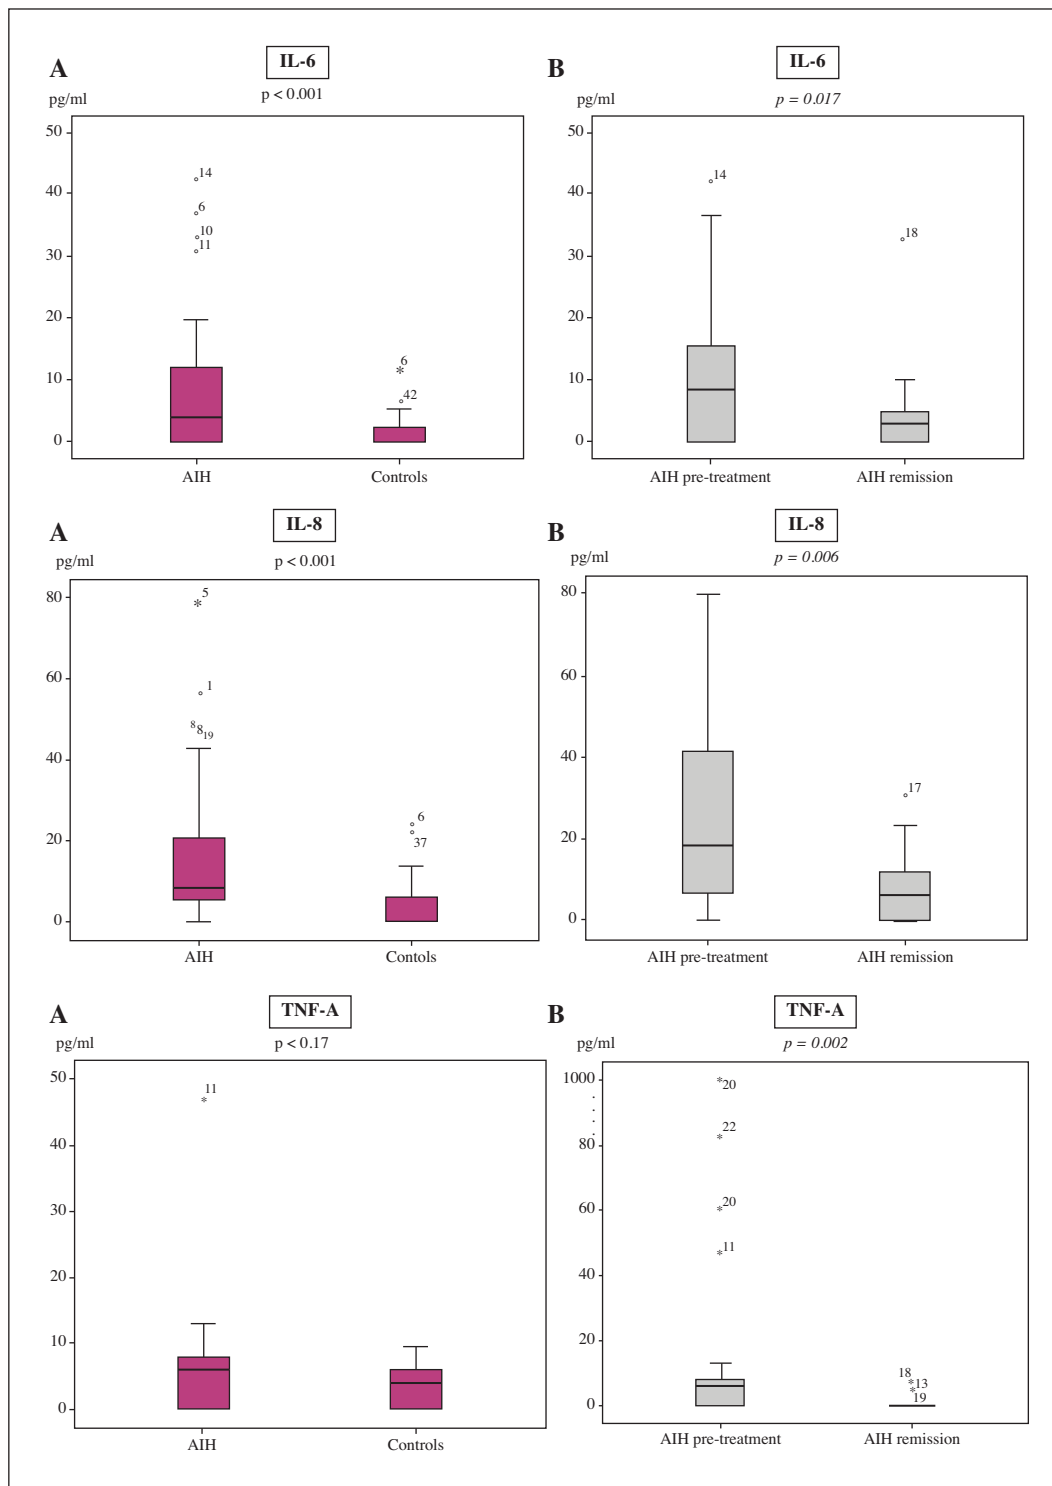 A
IL-6
p < 0.001
pg/ml
50
40
30
20
10
0
14
6
10
11
6
42
AIH
Controls
B
IL-6
p = 0.017
pg/ml
50
40
30
20
10
0
14
18
AIH pre-treatment
AIH remission
A
IL-8
p < 0.001
pg/ml
80
60
40
20
0
*5
1
8
8
19
6
37
AIH
Contols
B
IL-8
p = 0.006
pg/ml
80
60
40
20
0
17
AIH pre-treatment
AIH remission
A
TNF-A
p < 0.17
pg/ml
50
40
30
20
10
0
*11
AIH
Controls
B
TNF-A
p = 0.002
pg/ml
1000
80
60
40
20
0
*20
*22
*20
*11
18
*13
*
19
AIH pre-treatment
AIH remission